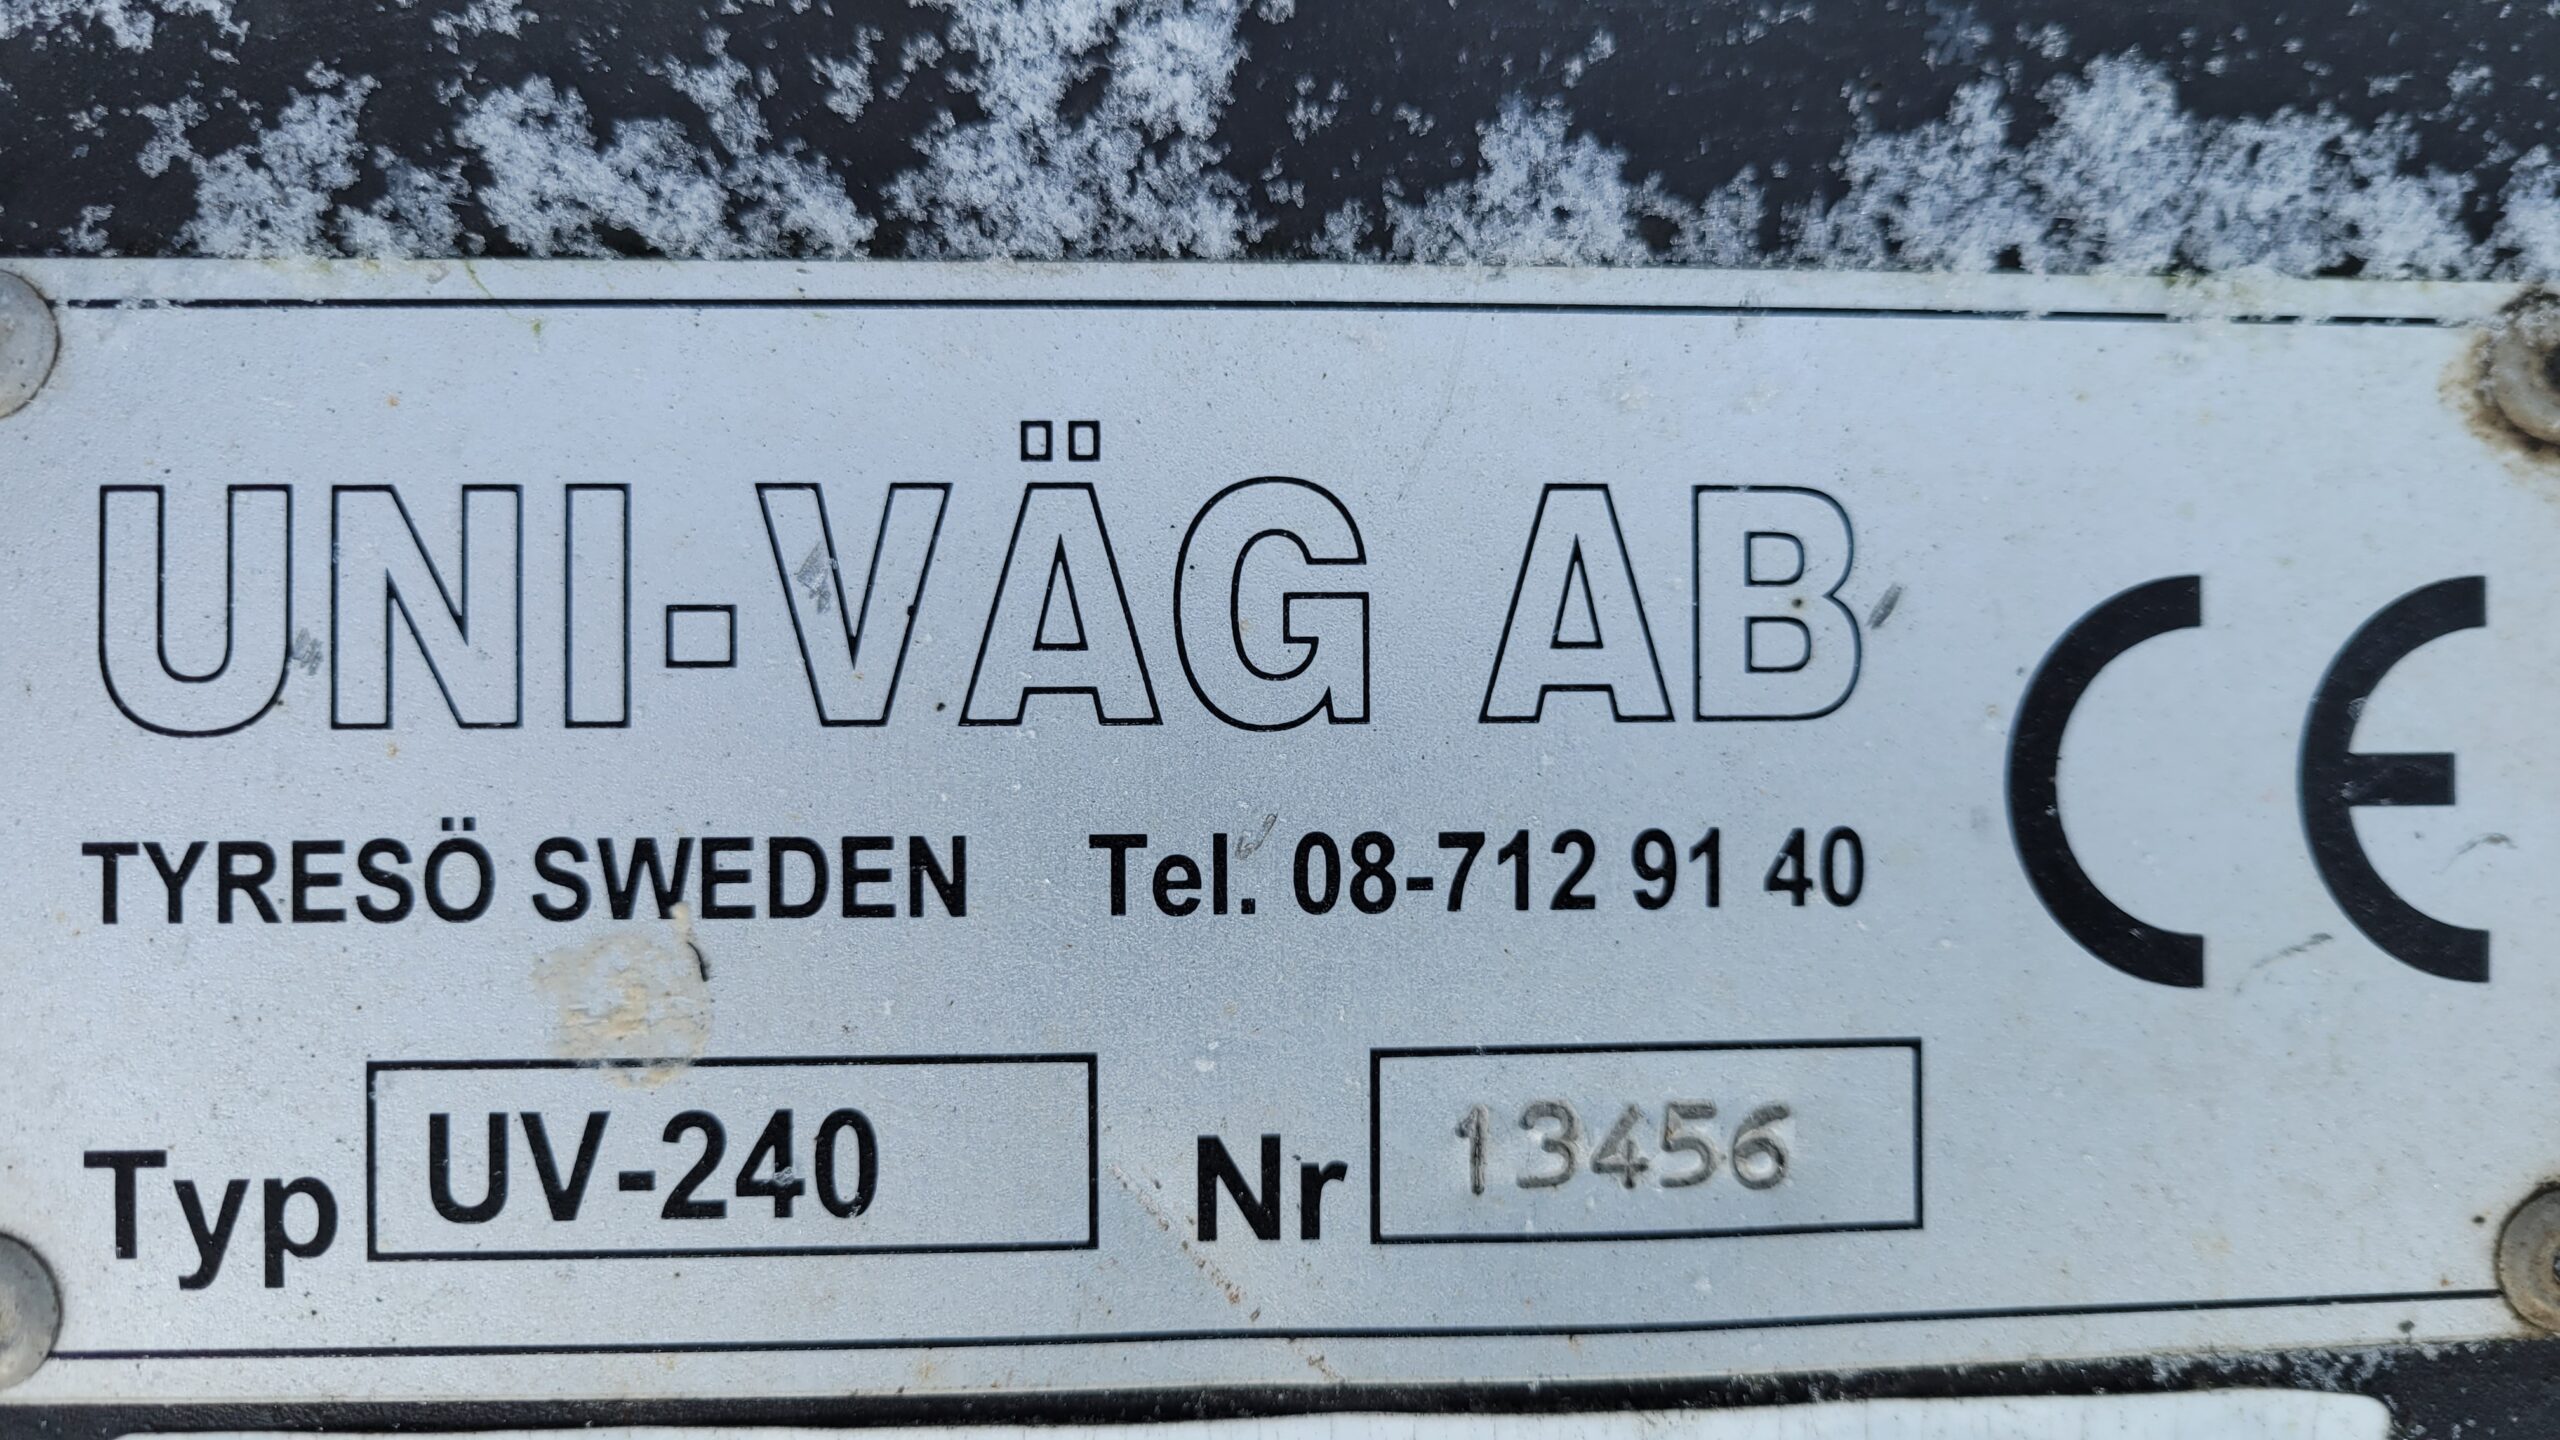 UNI-VÄG AB
CE
TYRESÖ SWEDEN Tel. 08-712 91 40
Typ UV-240 Nr 13456